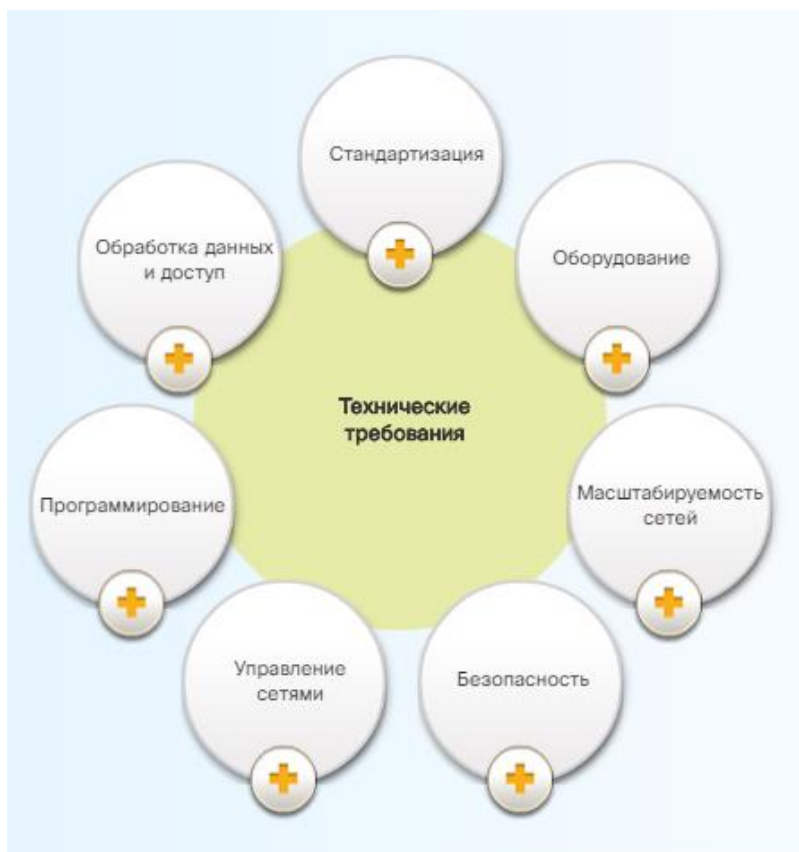 Стандартизация
Обработка данных
и доступ
Оборудование
Технические
требования
Программирование
Масштабируемость
сетей
Управление
сетями
Безопасность